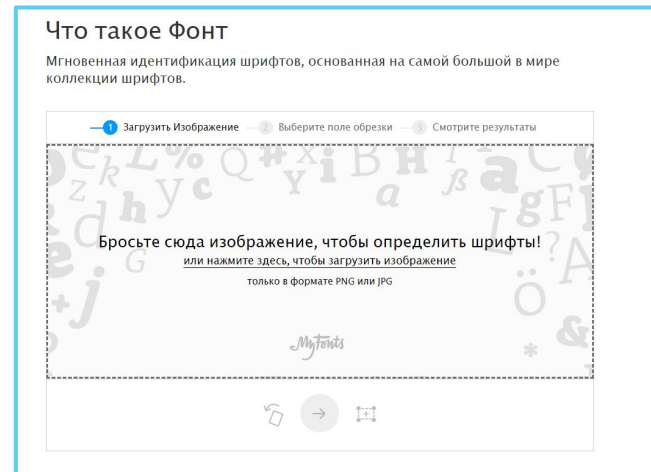 Что такое Фонт
Мгновенная идентификация шрифтов, основанная на самой большой в мире
коллекции шрифтов.
1 Загрузить Изображение 2 Выберите поле обрезки 3 Смотрите результаты
Бросьте сюда изображение, чтобы определить шрифты!
или нажмите здесь, чтобы загрузить изображение
только в формате PNG или JPG
MyFonts